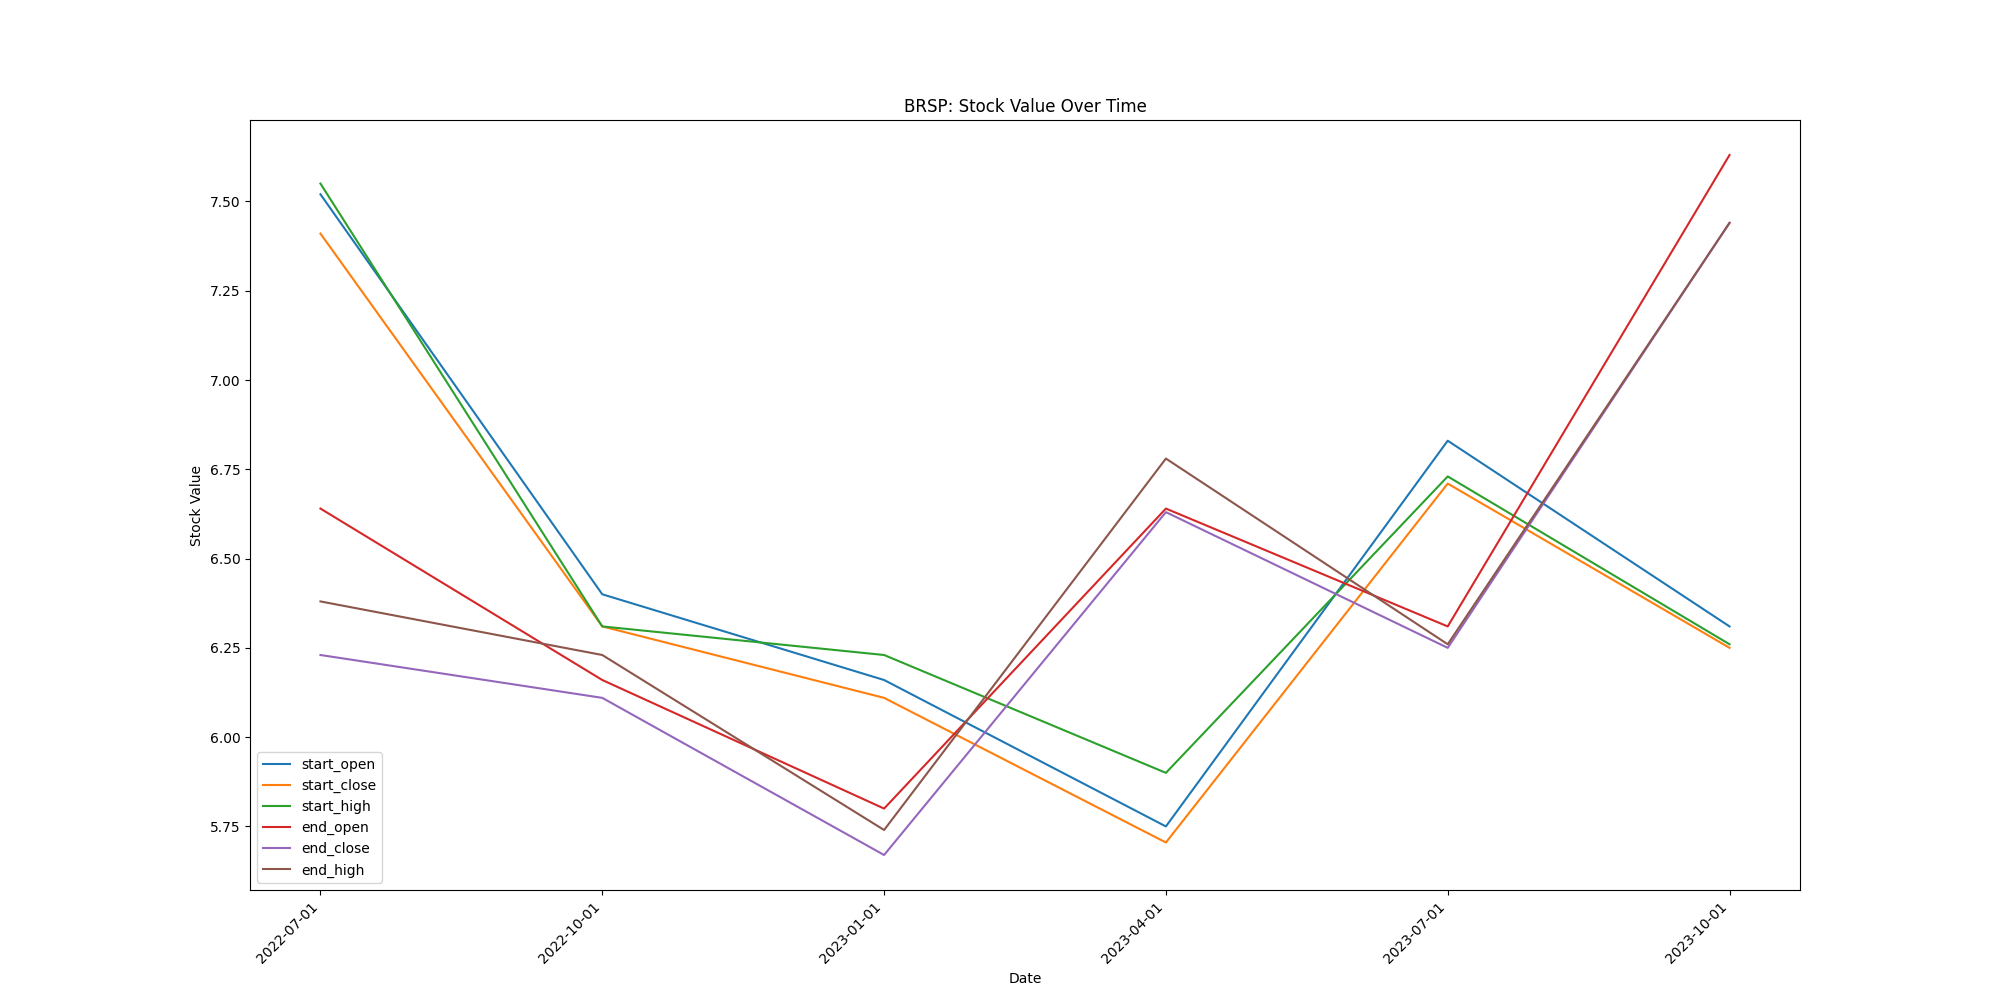 BRSP: Stock Value Over Time
Stock Value
7.50
7.25
7.00
6.75
6.50
6.25
6.00
5.75
start_open
start_close
start_high
end_open
end_close
end_high
2022-07-01
2022-10-01
2023-01-01
2023-04-01
2023-07-01
2023-10-01
Date